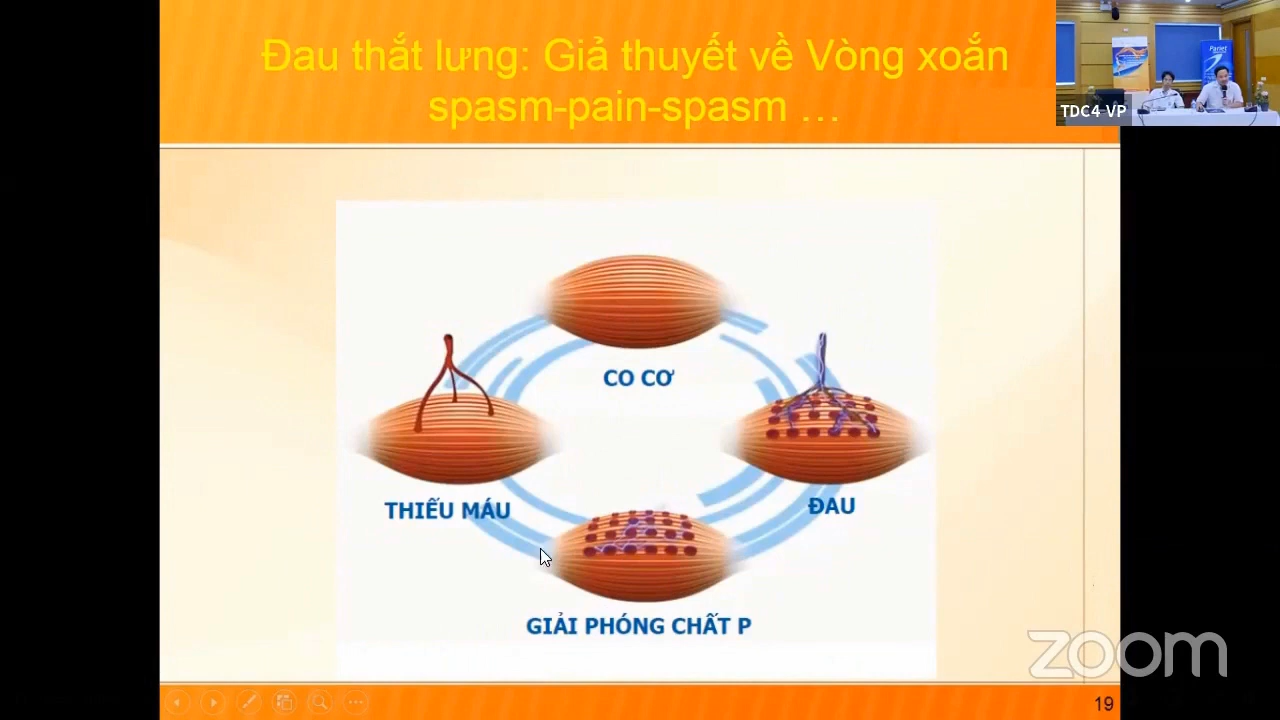 Đau thắt lưng: Giả thuyết về Vòng xoắn
spasm-pain-spasm ...
Pariet
TDC4 VP
CO CƠ
THIẾU MÁU
ĐAU
GIẢI PHÓNG CHẤT P
zoom
19